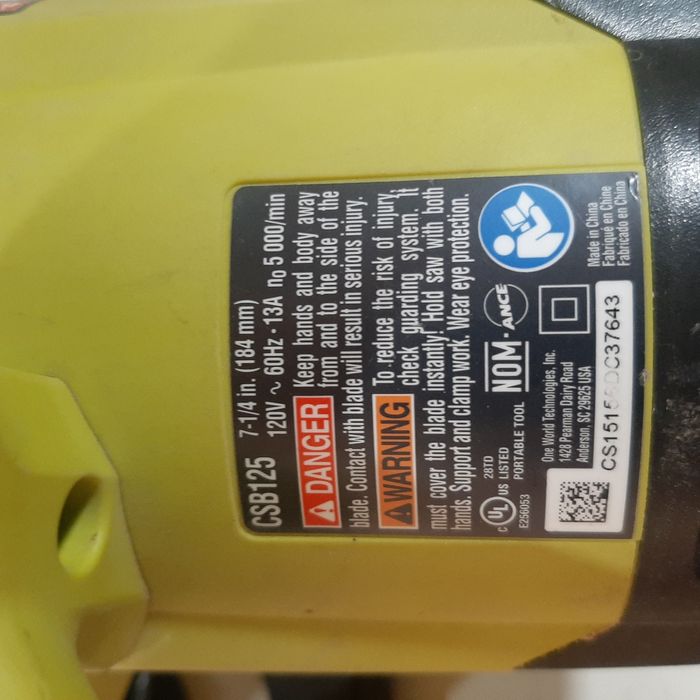 CSB125
7-1/4 in. (184 mm)
120V ~ 60Hz · 13A no 5 000/min
DANGER Keep hands and body away
from and to the side of the
blade. Contact with blade will result in serious injury.
WARNING To reduce the risk of injury,
check guarding system. It
must cover the blade instantly! Hold saw with both
hands. Support and clamp work. Wear eye protection.
C UL US
28TD
LISTED
PORTABLE TOOL
E256053
NOM-ANCE
One World Technologies, Inc.
1428 Pearman Dairy Road
Anderson, SC 29625 USA
Made in China
Fabriqué en Chine
Fabricado en China